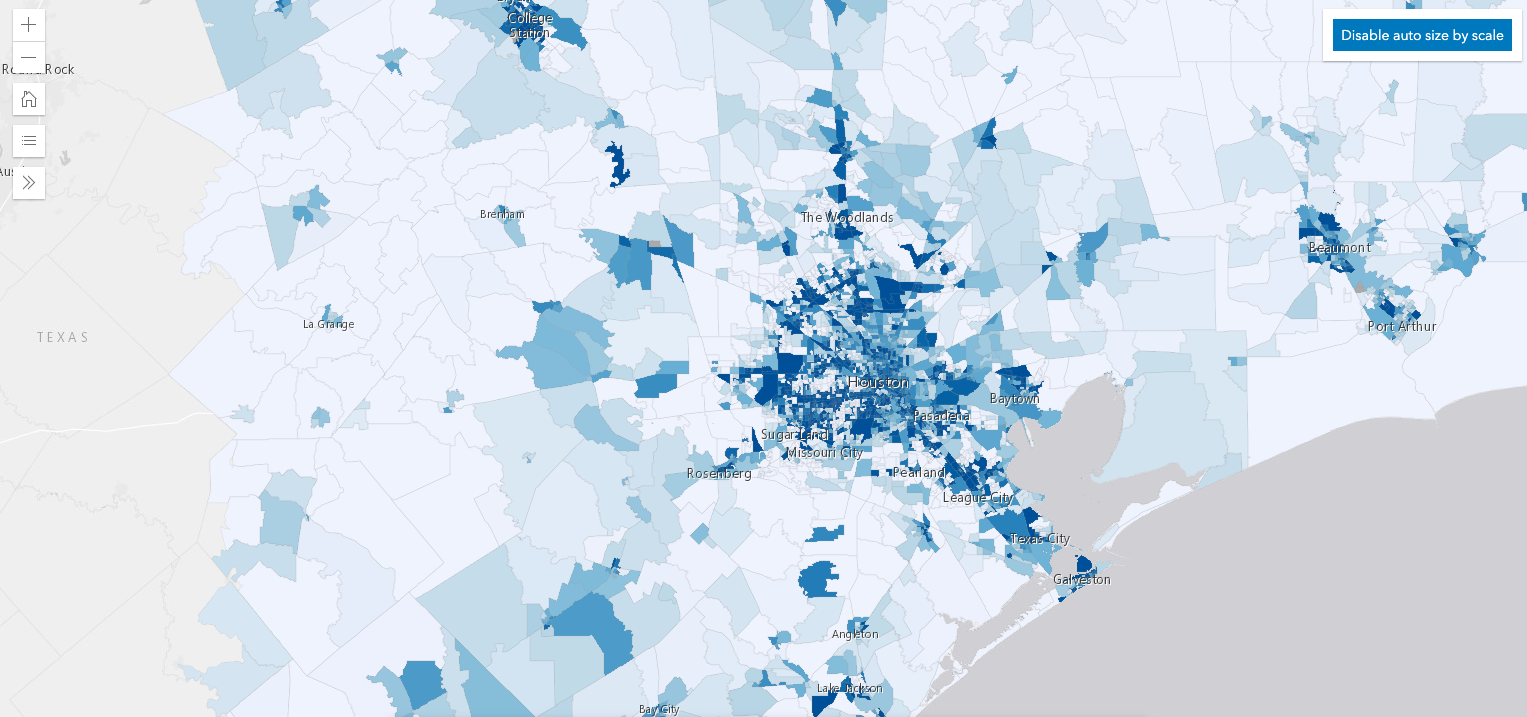 College
Station
Disable auto size by scale
Round Rock
Brenham
The Woodlands
Beaumont
La Grange
Port Arthur
TEXAS
Houston
Baytown
Pasadena
Sugar Land
Missouri City
Rosenberg
Pearland
League City
Texas City
Galveston
Angleton
Lake Jackson
Bay City